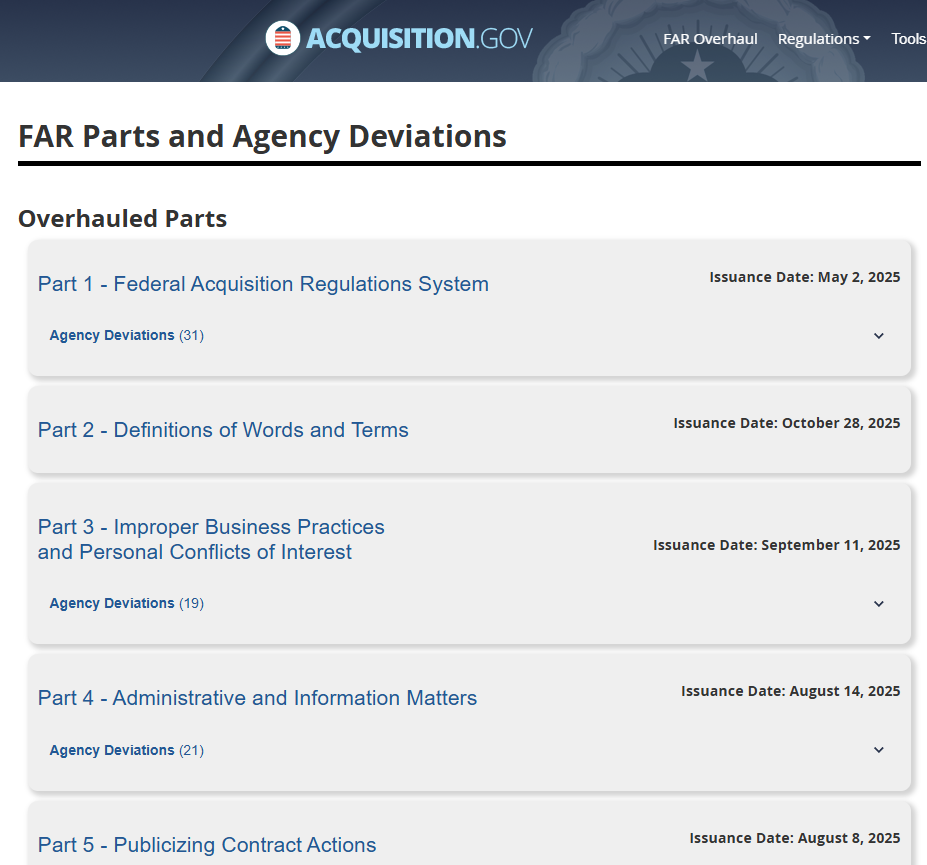 ACQUISITION.GOV
FAR Overhaul Regulations Tools
FAR Parts and Agency Deviations
Overhauled Parts
Part 1 - Federal Acquisition Regulations System
Issuance Date: May 2, 2025
Agency Deviations (31)
Part 2 - Definitions of Words and Terms
Issuance Date: October 28, 2025
Part 3 - Improper Business Practices
and Personal Conflicts of Interest
Issuance Date: September 11, 2025
Agency Deviations (19)
Part 4 - Administrative and Information Matters
Issuance Date: August 14, 2025
Agency Deviations (21)
Part 5 - Publicizing Contract Actions
Issuance Date: August 8, 2025